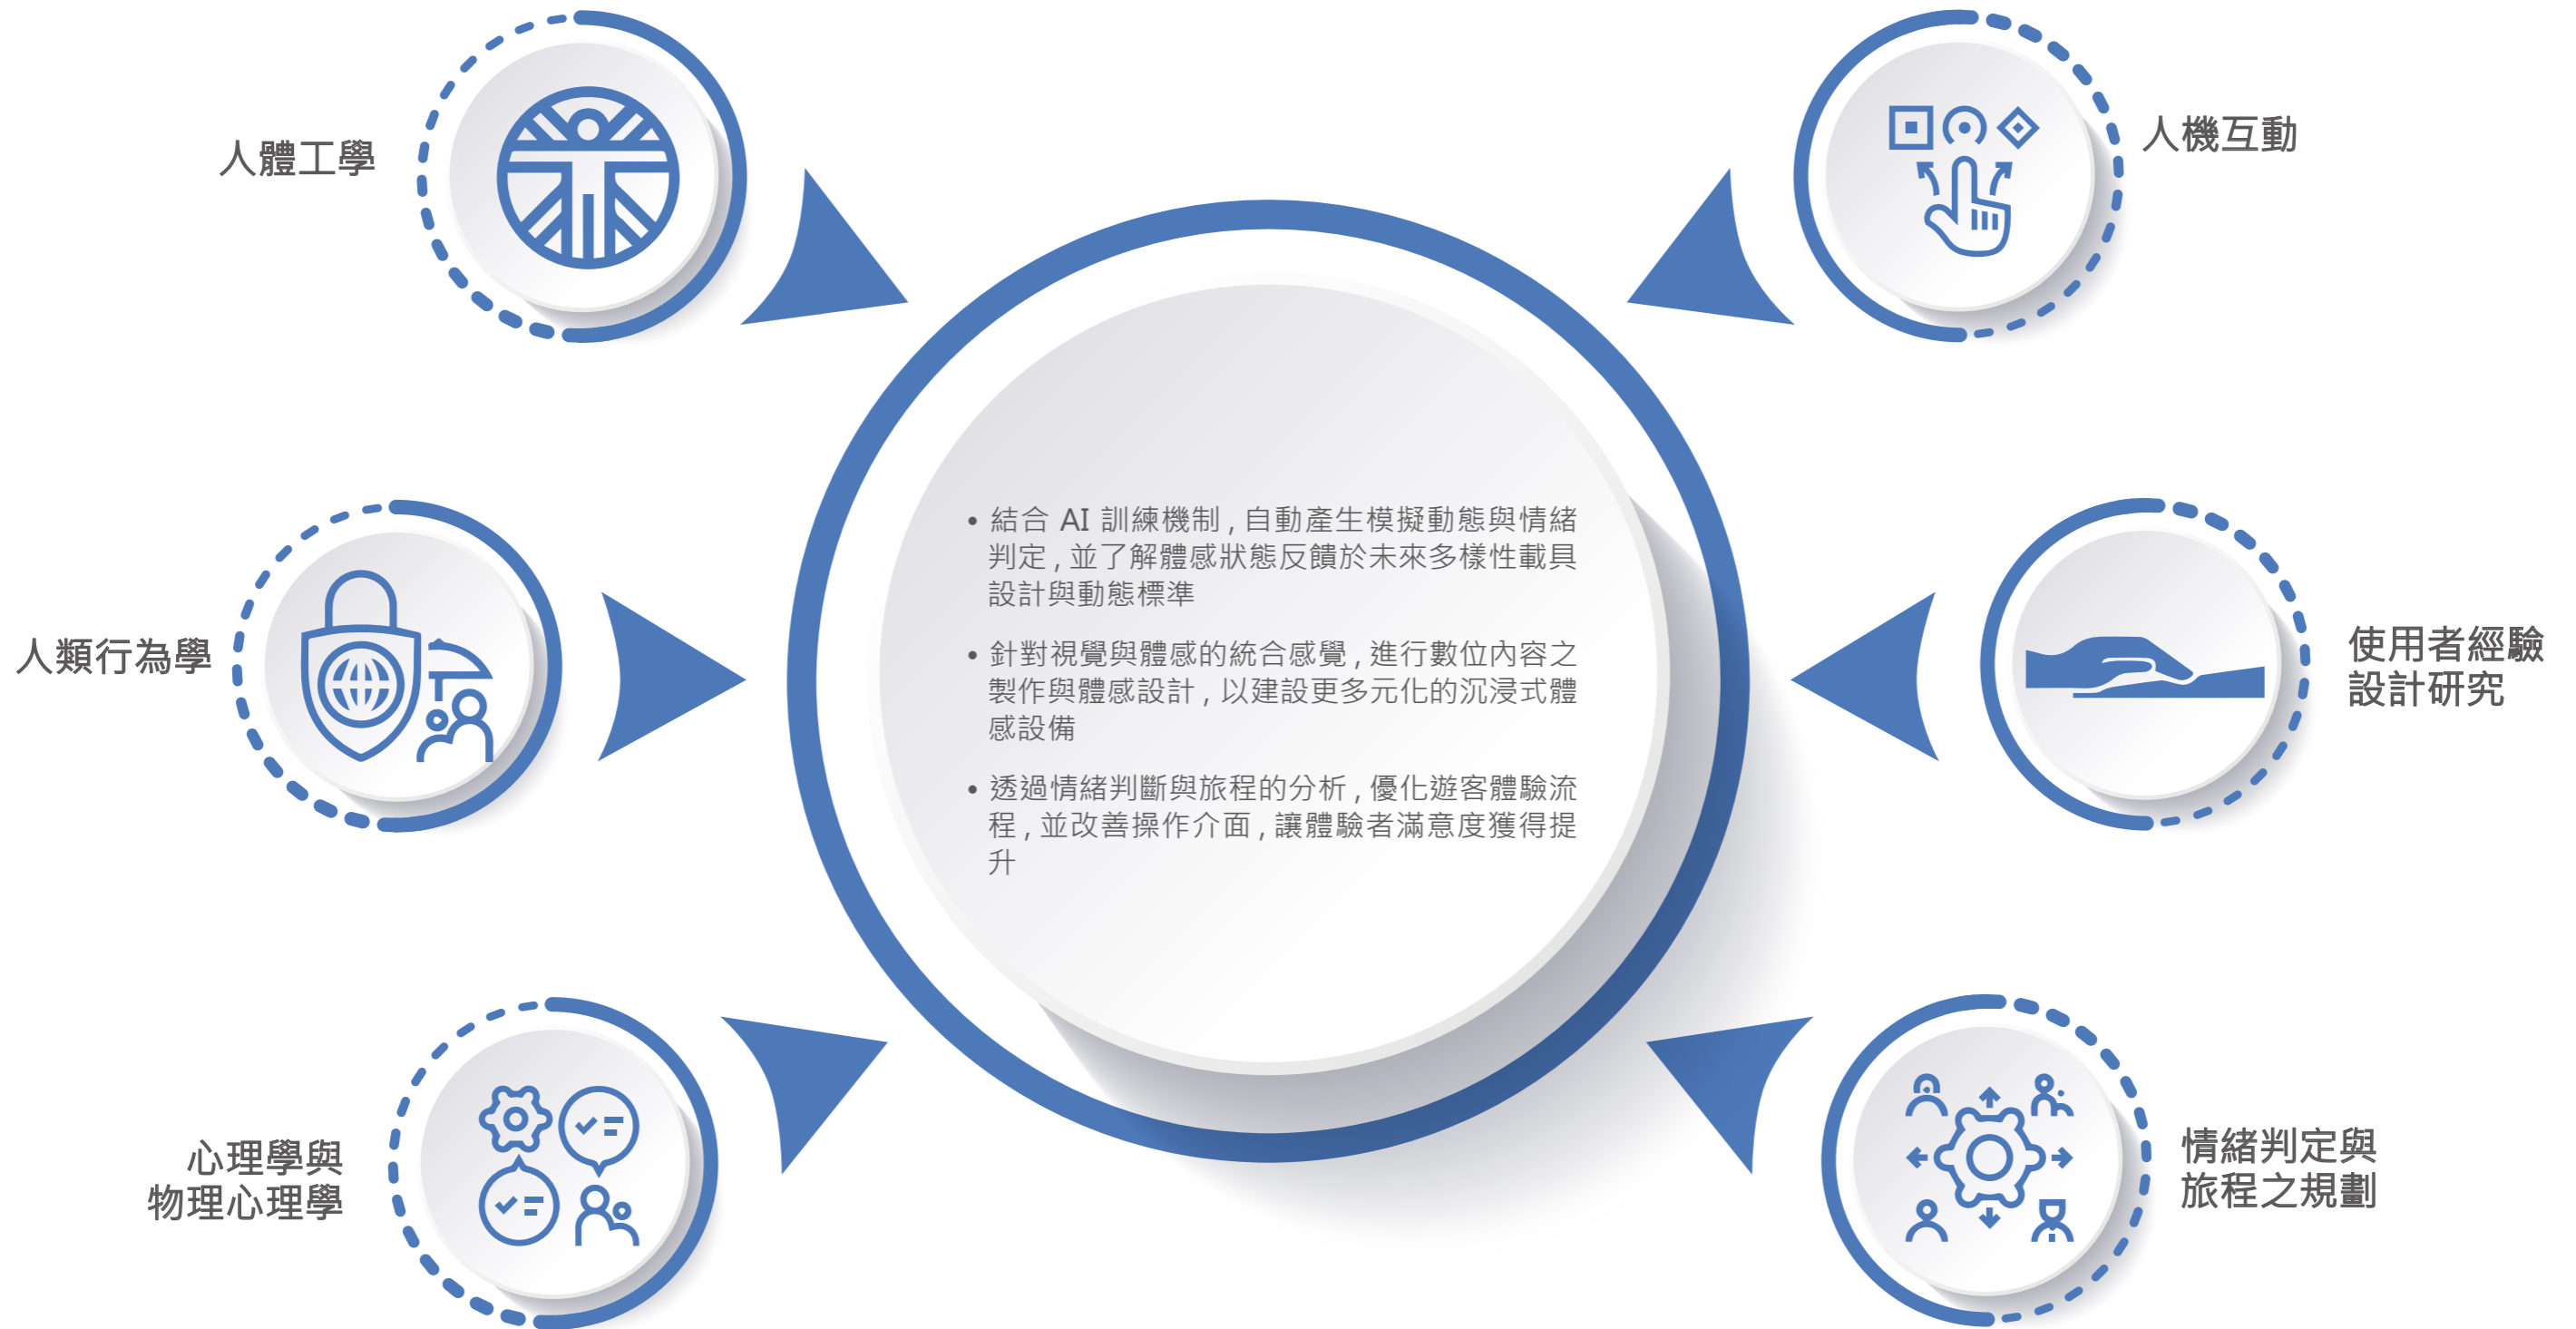 人體工學
人機互動
• 結合 AI 訓練機制 , 自動產生模擬動態與情緒
判定 , 並了解體感狀態反饋於未來多樣性載具
設計與動態標準
• 針對視覺與體感的統合感覺 , 進行數位內容之
製作與體感設計 , 以建設更多元化的沉浸式體
感設備
• 透過情緒判斷與旅程的分析 , 優化遊客體驗流
程 , 並改善操作介面 , 讓體驗者滿意度獲得提
升
人類行為學
使用者經驗
設計研究
心理學與
物理心理學
情緒判定與
旅程之規劃